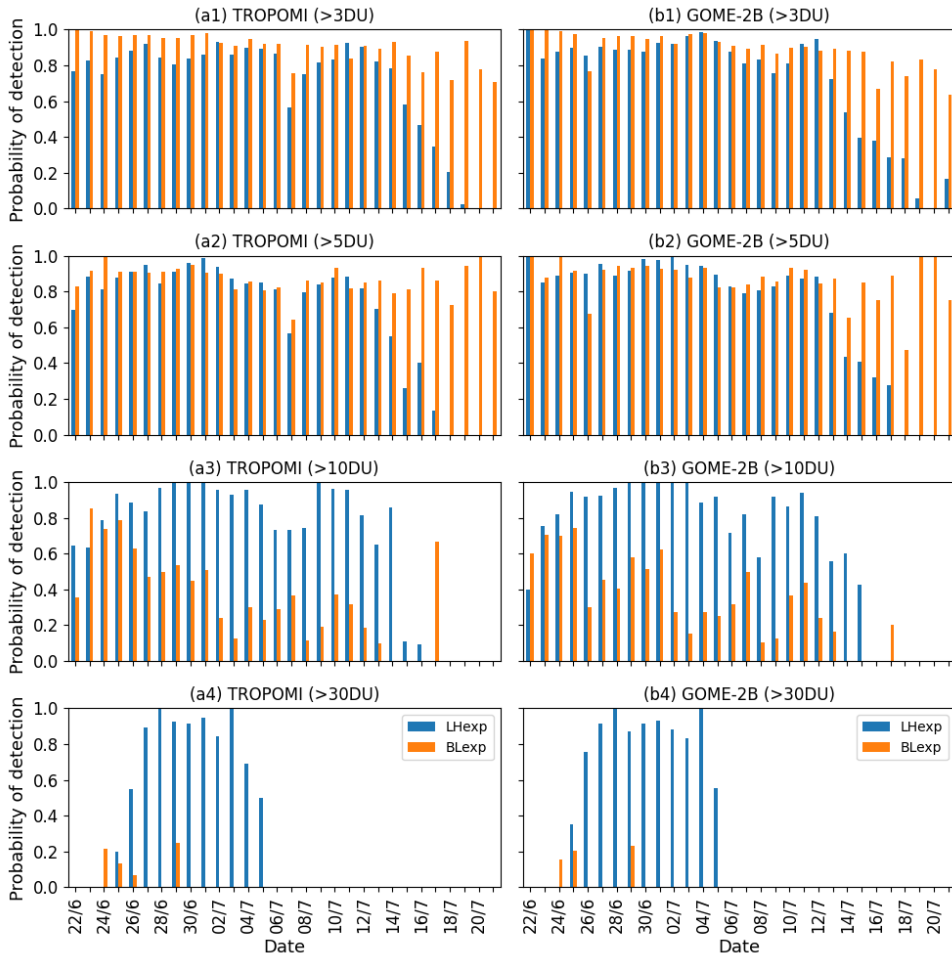 (a1) TROPOMI (>3DU)
(b1) GOME-2B (>3DU)
Probability of detection
1.0
0.8
0.6
0.4
0.2
0.0
(a2) TROPOMI (>5DU)
(b2) GOME-2B (>5DU)
Probability of detection
1.0
0.8
0.6
0.4
0.2
0.0
(a3) TROPOMI (>10DU)
(b3) GOME-2B (>10DU)
Probability of detection
1.0
0.8
0.6
0.4
0.2
0.0
(a4) TROPOMI (>30DU)
(b4) GOME-2B (>30DU)
Probability of detection
1.0
0.8
0.6
0.4
0.2
0.0
LHexp
BLexp
LHexp
BLexp
22/6 24/6 26/6 28/6 30/6 02/7 04/7 06/7 08/7 10/7 12/7 14/7 16/7 18/7 20/7
22/6 24/6 26/6 28/6 30/6 02/7 04/7 06/7 08/7 10/7 12/7 14/7 16/7 18/7 20/7
Date
Date